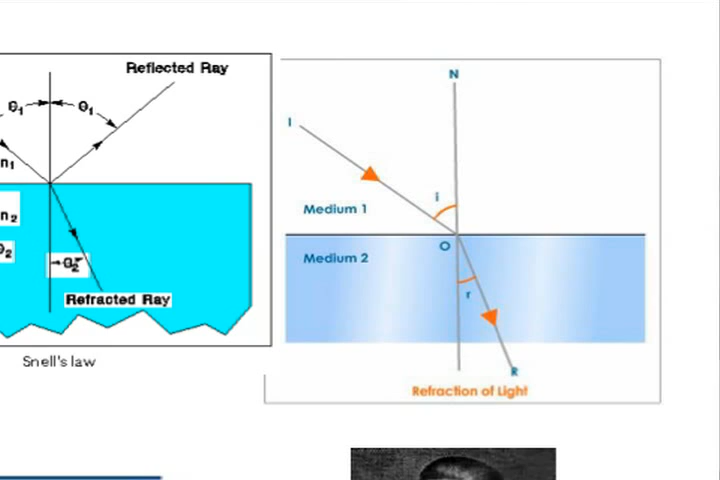 Reflected Ray
θ₁ θ₁
n₁
n₂
θ₂
θ₂
Refracted Ray
Snell's law
N
I
i
Medium 1
O
Medium 2
r
R
Refraction of Light